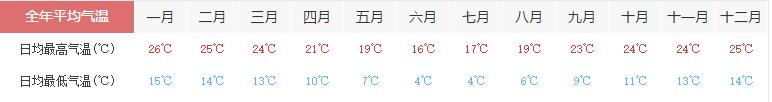 全年平均气温 一月 二月 三月 四月 五月 六月 七月 八月 九月 十月 十一月 十二月
日均最高气温(℃) 26℃ 25℃ 24℃ 21℃ 19℃ 16℃ 17℃ 19℃ 23℃ 24℃ 24℃ 25℃
日均最低气温(℃) 15℃ 14℃ 13℃ 10℃ 7℃ 4℃ 4℃ 6℃ 9℃ 11℃ 13℃ 14℃